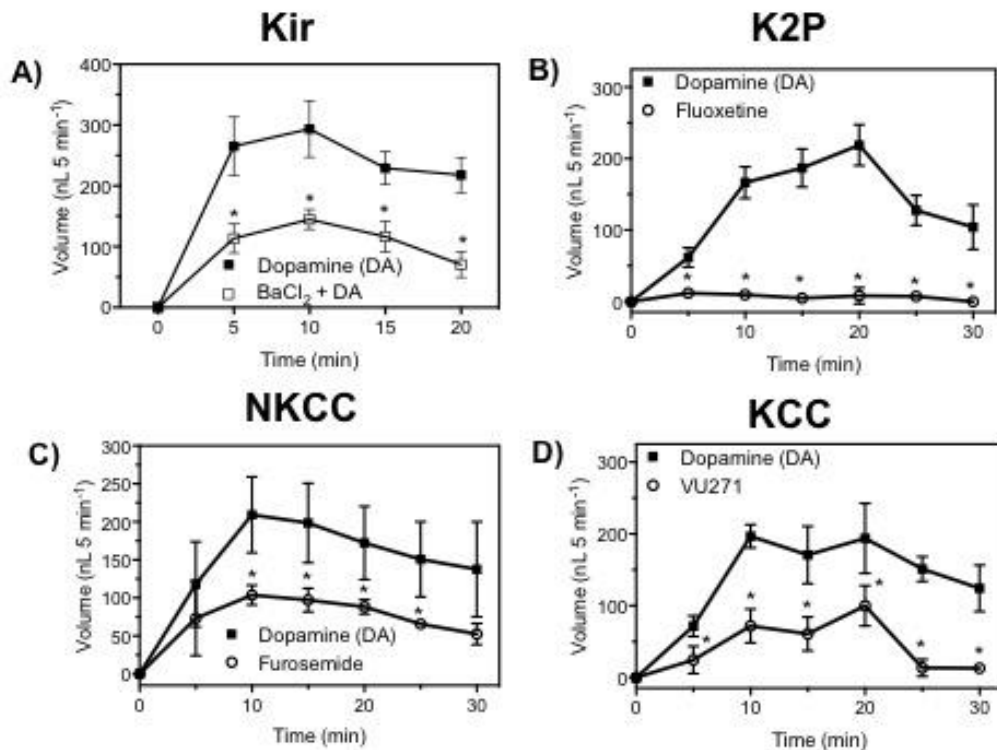 Kir
K2P
A)
400
300
200
100
0
Volume (nL 5 min⁻¹)
* * * *
Dopamine (DA)
BaCl₂ + DA
0 5 10 15 20
Time (min)
B)
300
200
100
0
Volume (nL 5 min⁻¹)
Dopamine (DA)
Fluoxetine
* * * * * *
0 10 20 30
Time (min)
NKCC
KCC
C)
300
250
200
150
100
50
0
Volume (nL 5 min⁻¹)
* * * *
Dopamine (DA)
Furosemide
0 10 20 30
Time (min)
D)
300
200
100
0
Volume (nL 5 min⁻¹)
Dopamine (DA)
VU271
* * * * * *
0 10 20 30
Time (min)